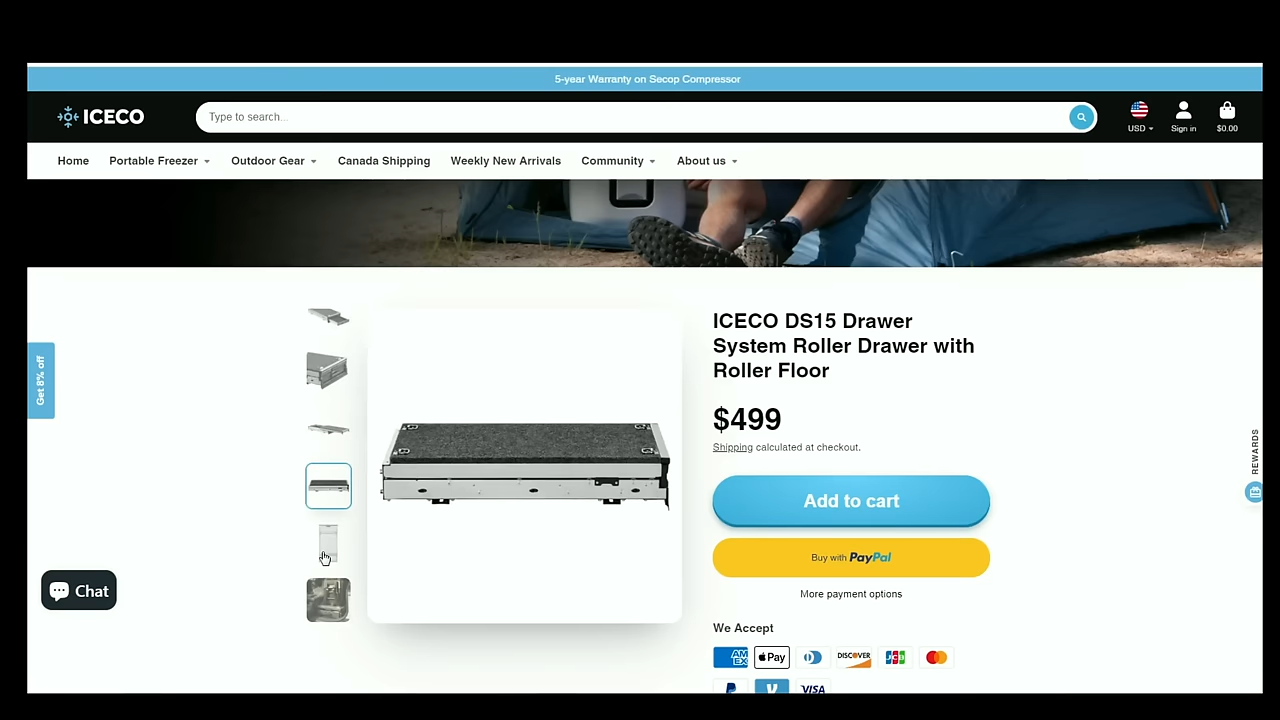 5-year Warranty on Secop Compressor
ICECO
Type to search...
USD
Sign in
$0.00
Home
Portable Freezer
Outdoor Gear
Canada Shipping
Weekly New Arrivals
Community
About us
Get 8% off
ICECO DS15 Drawer
System Roller Drawer with
Roller Floor
$499
Shipping calculated at checkout.
REWARDS
Add to cart
Buy with PayPal
More payment options
Chat
We Accept
AM EX
Pay
DISCOVER
JCB
VISA